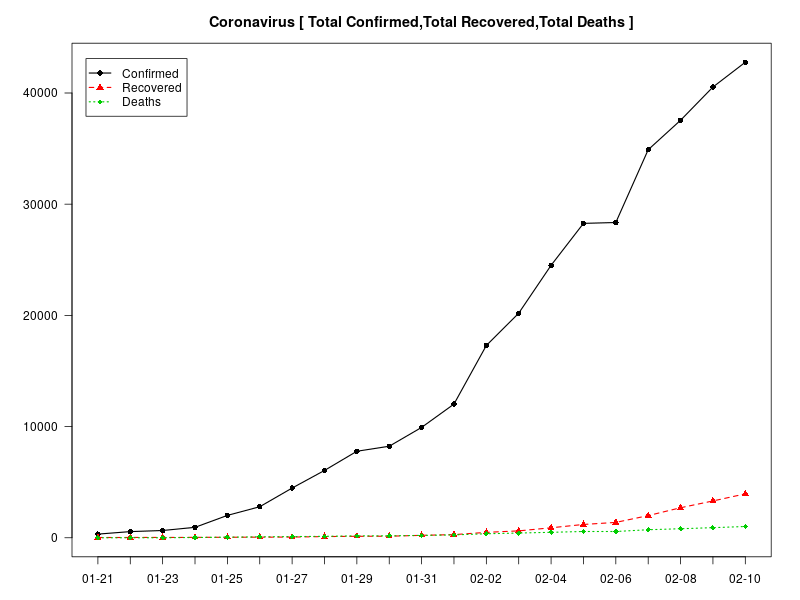 Coronavirus [ Total Confirmed,Total Recovered,Total Deaths ]
Confirmed
Recovered
Deaths
40000
30000
20000
10000
0
01-21 01-23 01-25 01-27 01-29 01-31 02-02 02-04 02-06 02-08 02-10